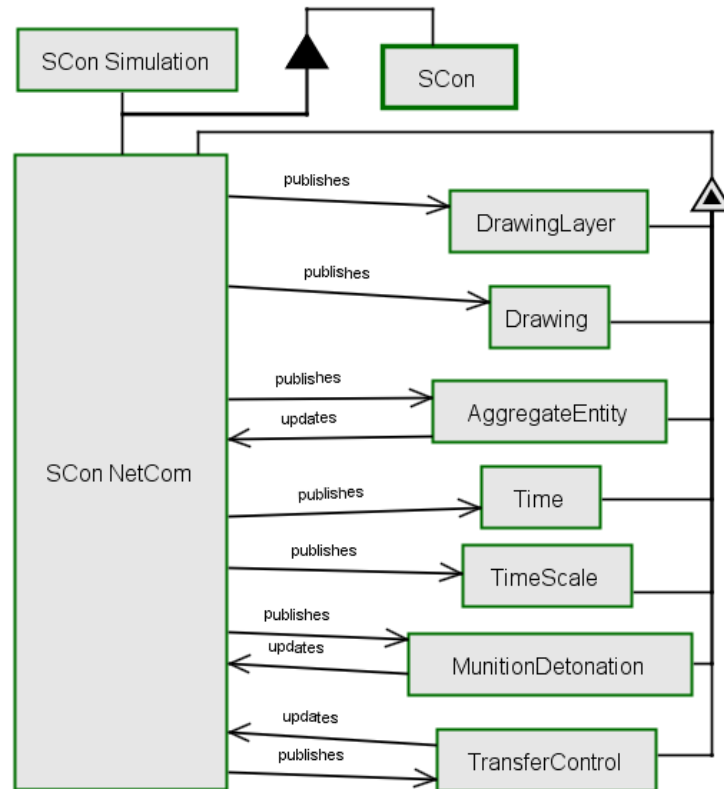 SCon Simulation
SCon
publishes
DrawingLayer
publishes
Drawing
publishes
AggregateEntity
updates
SCon NetCom
publishes
Time
publishes
TimeScale
publishes
updates
MunitionDetonation
updates
publishes
TransferControl